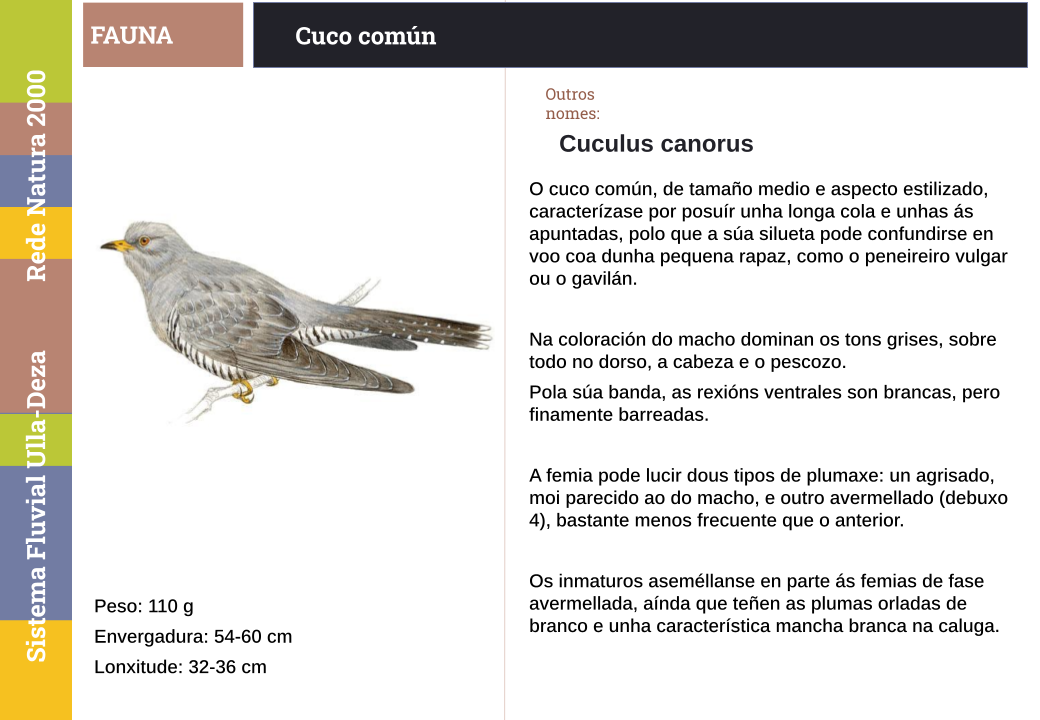 FAUNA
Cuco común
Rede Natura 2000
Sistema Fluvial Ulla-Deza
Outros
nomes:
Cuculus canorus
O cuco común, de tamaño medio e aspecto estilizado,
caracterízase por posuír unha longa cola e unhas ás
apuntadas, polo que a súa silueta pode confundirse en
voo coa dunha pequena rapaz, como o peneireiro vulgar
ou o gavilán.
Na coloración do macho dominan os tons grises, sobre
todo no dorso, a cabeza e o pescozo.
Pola súa banda, as rexións ventrales son brancas, pero
finamente barreadas.
A femia pode lucir dous tipos de plumaxe: un agrisado,
moi parecido ao do macho, e outro avermellado (debuxo
4), bastante menos frecuente que o anterior.
Os inmaturos aseméllanse en parte ás femias de fase
avermellada, aínda que teñen as plumas orladas de
branco e unha característica mancha branca na caluga.
Peso: 110 g
Envergadura: 54-60 cm
Lonxitude: 32-36 cm